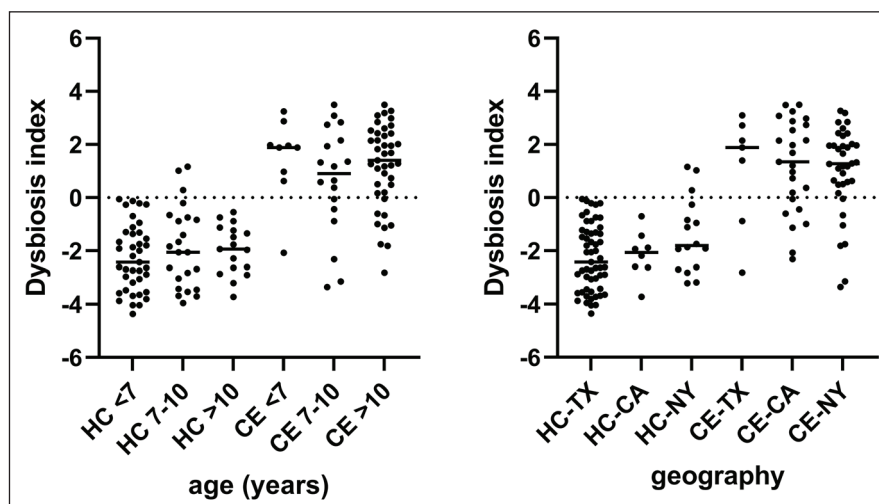 Dysbiosis index
6
4
2
0
-2
-4
-6
HC <7
HC 7-10
HC >10
CE <7
CE 7-10
CE >10
age (years)
Dysbiosis index
6
4
2
0
-2
-4
-6
HC-TX
HC-CA
HC-NY
CE-TX
CE-CA
CE-NY
geography